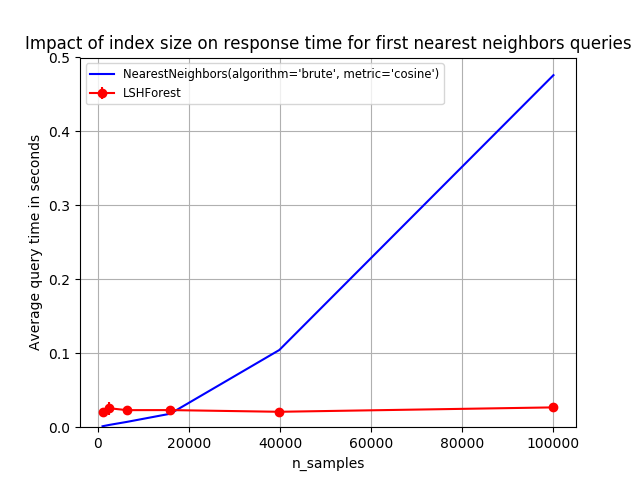 Impact of index size on response time for first nearest neighbors queries
NearestNeighbors(algorithm='brute', metric='cosine')
LSHForest
Average query time in seconds
0.5
0.4
0.3
0.2
0.1
0.0
0 20000 40000 60000 80000 100000
n_samples